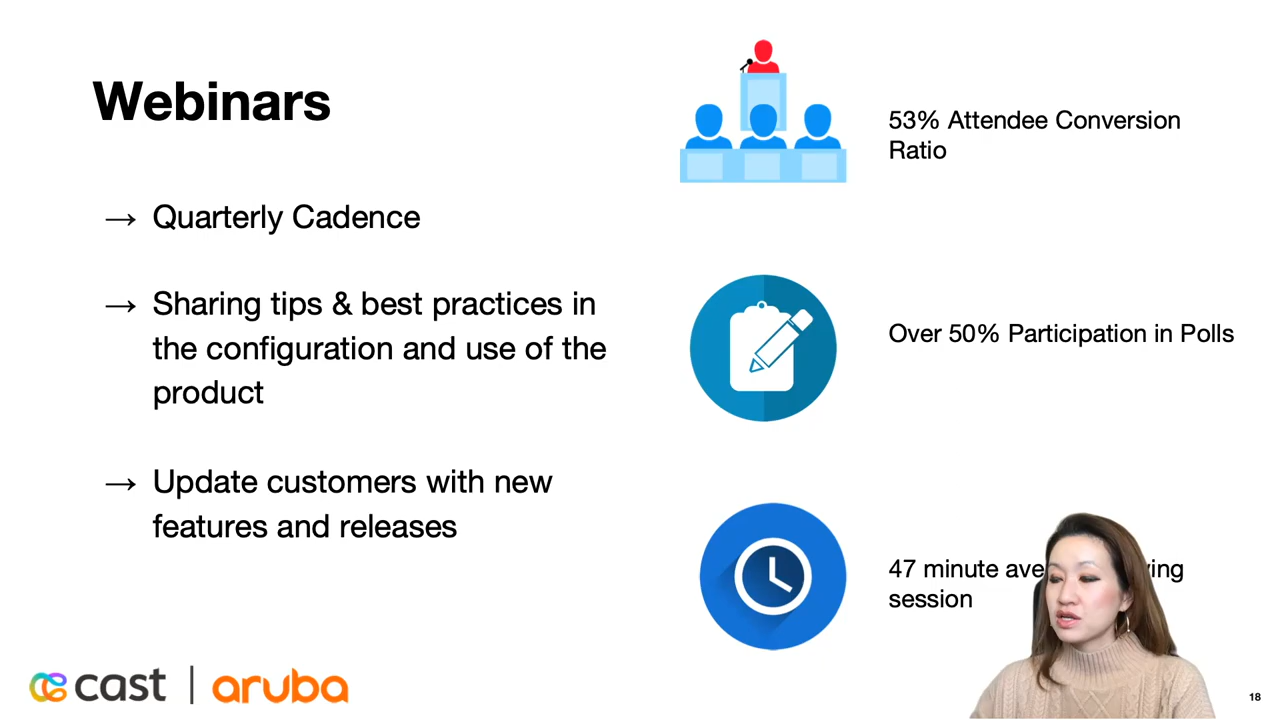 Webinars
→ Quarterly Cadence
→ Sharing tips & best practices in
the configuration and use of the
product
→ Update customers with new
features and releases
53% Attendee Conversion
Ratio
Over 50% Participation in Polls
47 minute
session
cast | aruba
18